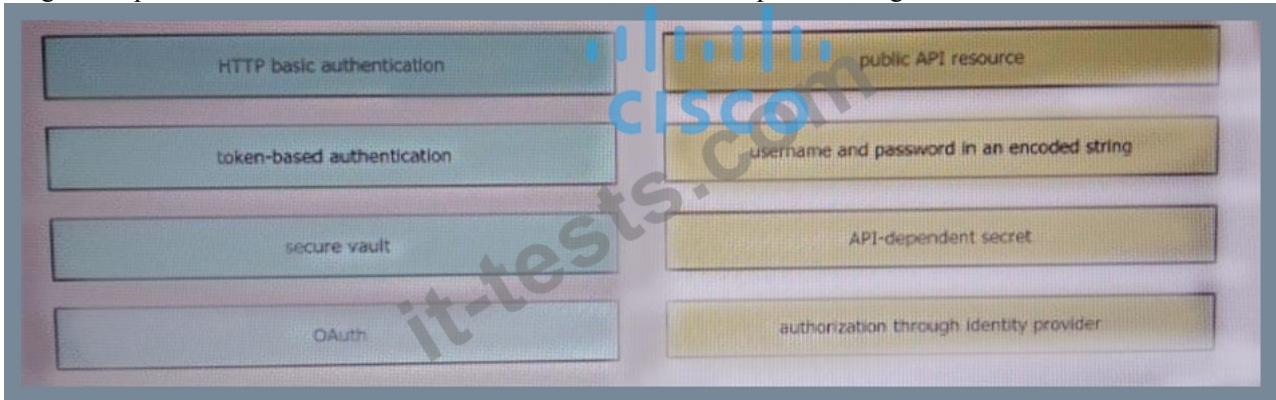 HTTP basic authentication
public API resource
CISCO
token-based authentication
username and password in an encoded string
secure vault
API-dependent secret
OAuth
authorization through identity provider
it-tests.com